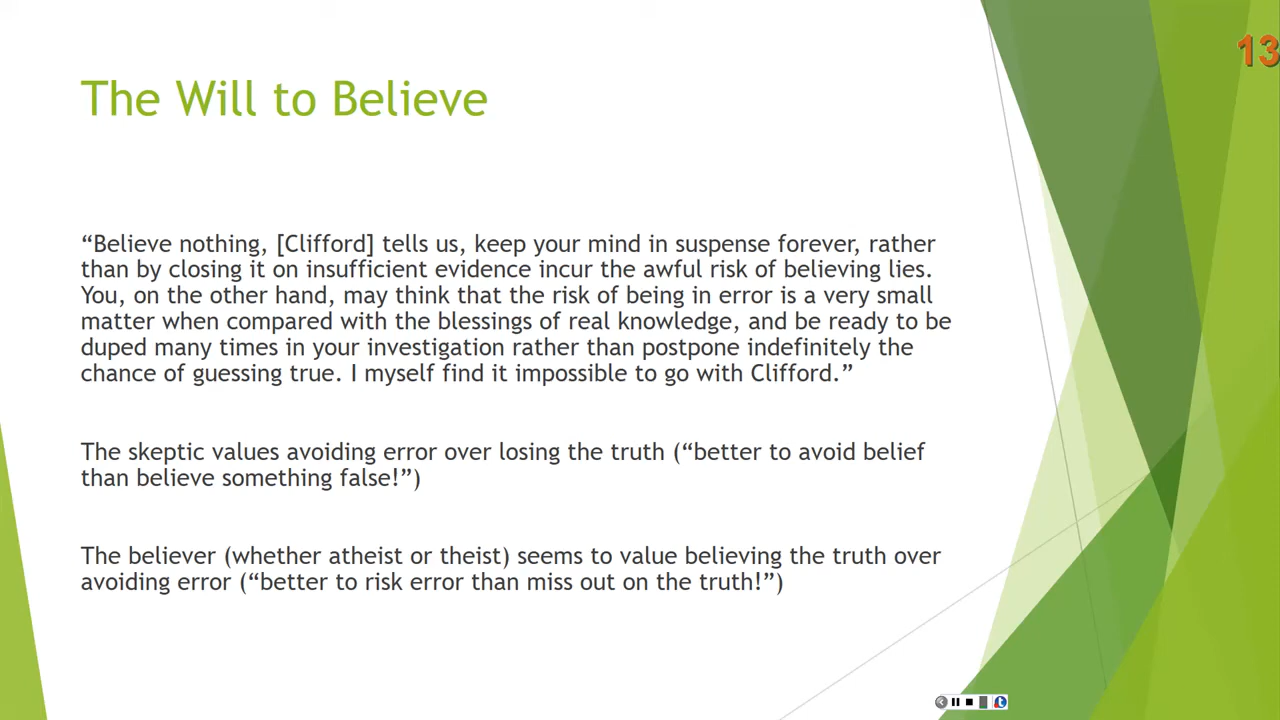 13
The Will to Believe
“Believe nothing, [Clifford] tells us, keep your mind in suspense forever, rather
than by closing it on insufficient evidence incur the awful risk of believing lies.
You, on the other hand, may think that the risk of being in error is a very small
matter when compared with the blessings of real knowledge, and be ready to be
duped many times in your investigation rather than postpone indefinitely the
chance of guessing true. I myself find it impossible to go with Clifford.”
The skeptic values avoiding error over losing the truth (“better to avoid belief
than believe something false!”)
The believer (whether atheist or theist) seems to value believing the truth over
avoiding error (“better to risk error than miss out on the truth!”)